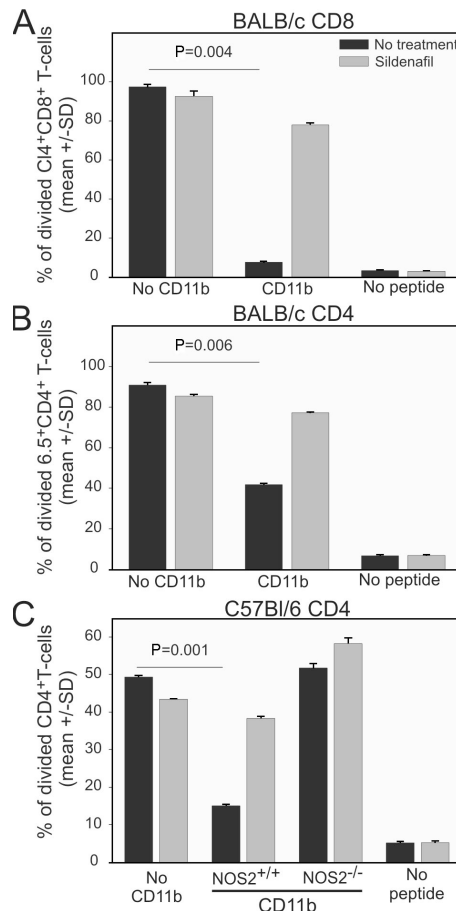 A
BALB/c CD8
No treatment
Sildenafil
P=0.004
% of divided Cl4⁺CD8⁺ T-cells
(mean +/-SD)
100
80
60
40
20
0
No CD11b
CD11b
No peptide
B
BALB/c CD4
P=0.006
% of divided 6.5⁺CD4⁺ T-cells
(mean +/-SD)
100
80
60
40
20
0
No CD11b
CD11b
No peptide
C
C57Bl/6 CD4
P=0.001
% of divided CD4⁺T-cells
(mean +/-SD)
60
50
40
30
20
10
0
No
CD11b
NOS2⁺/⁺
NOS2⁻/⁻
No
peptide
CD11b